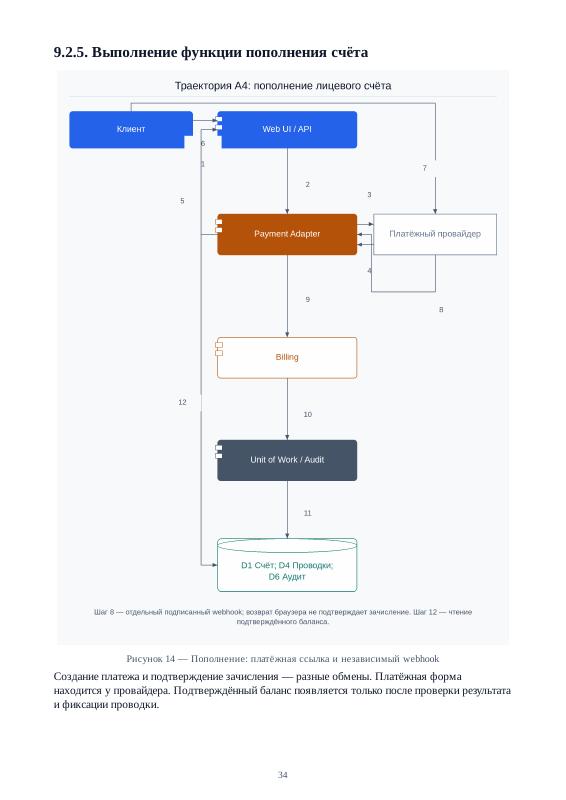 9.2.5. Выполнение функции пополнения счёта
Траектория A4: пополнение лицевого счёта
Клиент
Web UI / API
6
1
7
2
3
5
Payment Adapter
Платёжный провайдер
4
9
8
Billing
12
10
Unit of Work / Audit
11
D1 Счёт; D4 Проводки;
D6 Аудит
Шаг 8 — отдельный подписанный webhook; возврат браузера не подтверждает зачисление. Шаг 12 — чтение
подтверждённого баланса.
Рисунок 14 — Пополнение: платёжная ссылка и независимый webhook
Создание платежа и подтверждение зачисления — разные обмены. Платёжная форма
находится у провайдера. Подтверждённый баланс появляется только после проверки результата
и фиксации проводки.
34